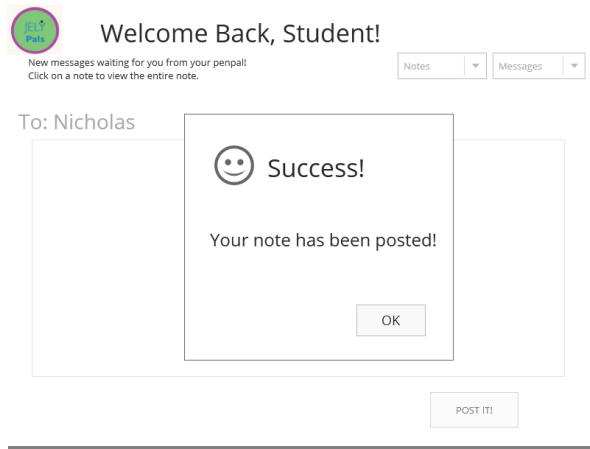 JELY
Pals
Welcome Back, Student!
New messages waiting for you from your penpal!
Click on a note to view the entire note.
Notes
Messages
To: Nicholas
Success!
Your note has been posted!
OK
POST IT!